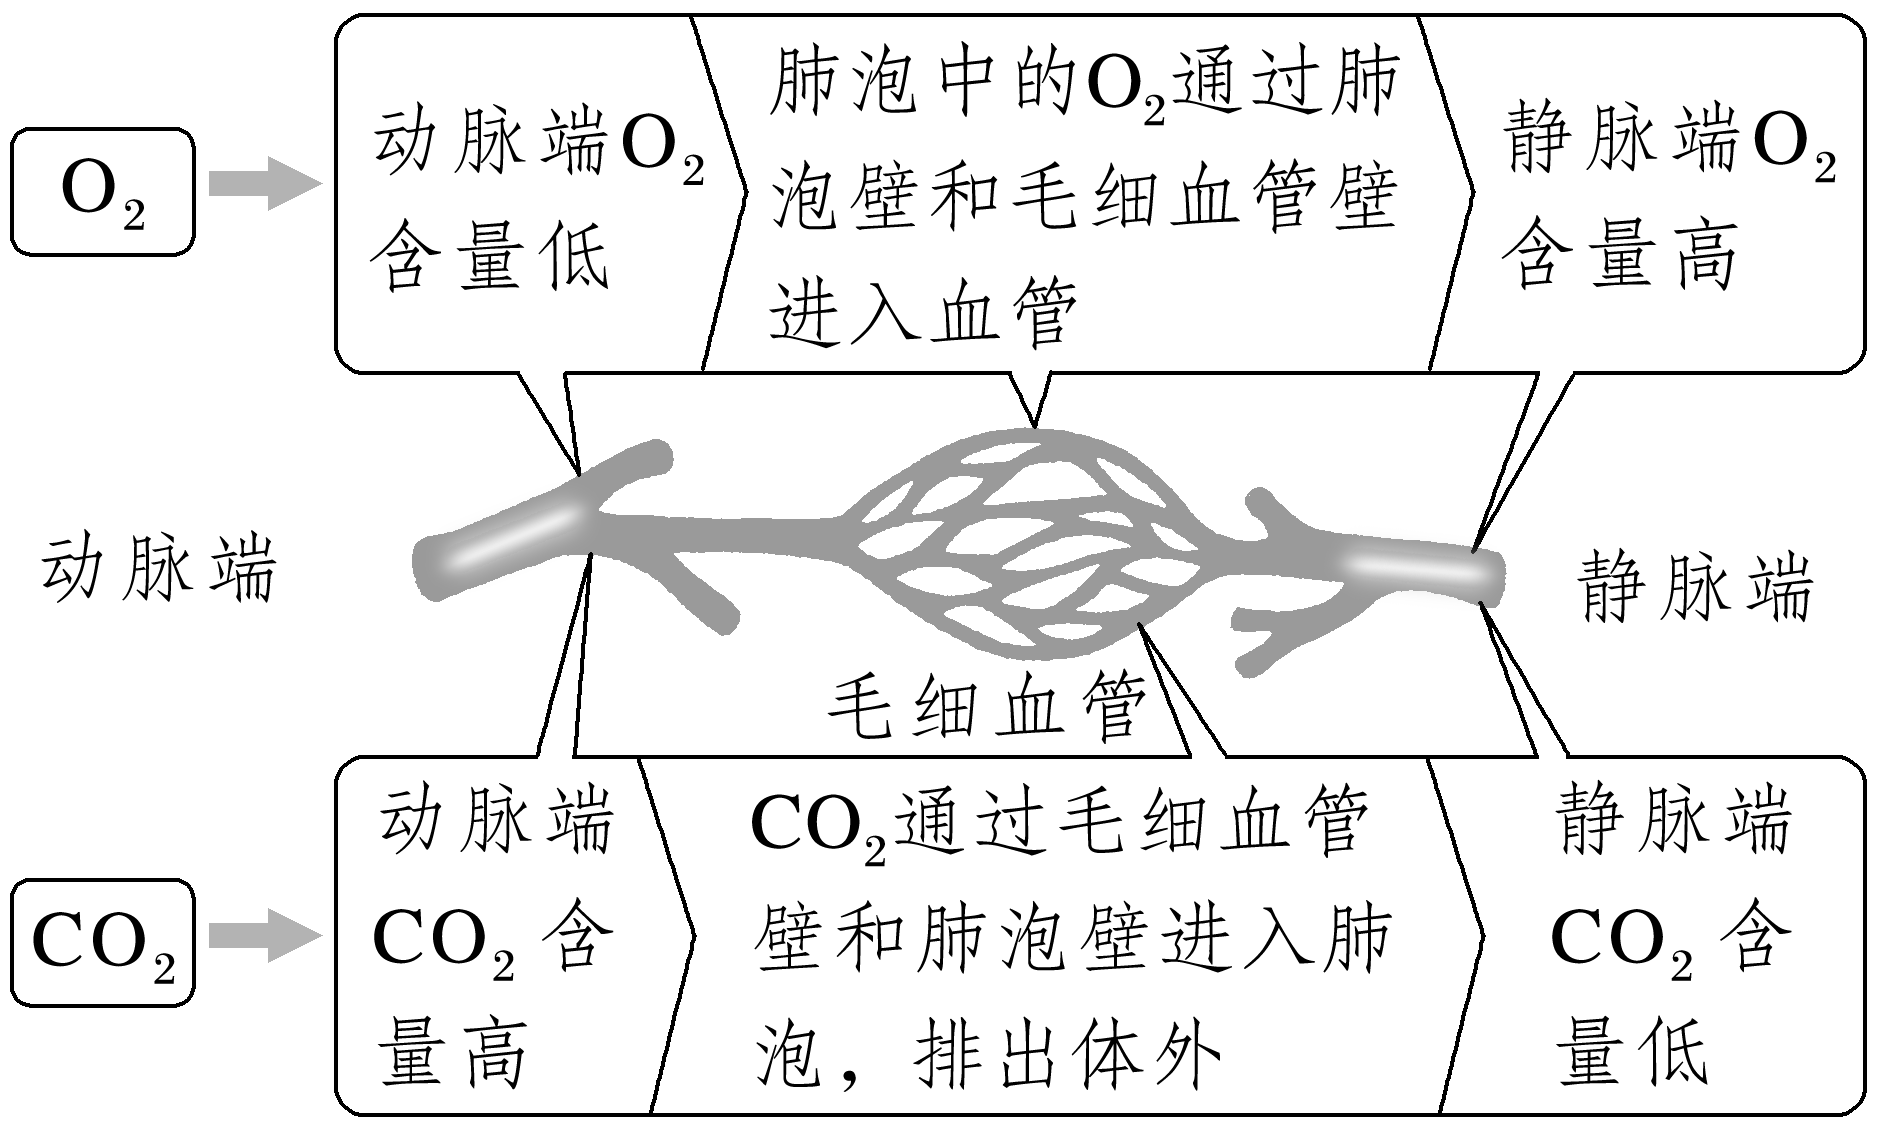 O₂
动脉端O₂
含量低
肺泡中的O₂通过肺
泡壁和毛细血管壁
进入血管
静脉端O₂
含量高
动脉端
静脉端
毛细血管
CO₂
动脉端
CO₂含
量高
CO₂通过毛细血管
壁和肺泡壁进入肺
泡，排出体外
静脉端
CO₂含
量低